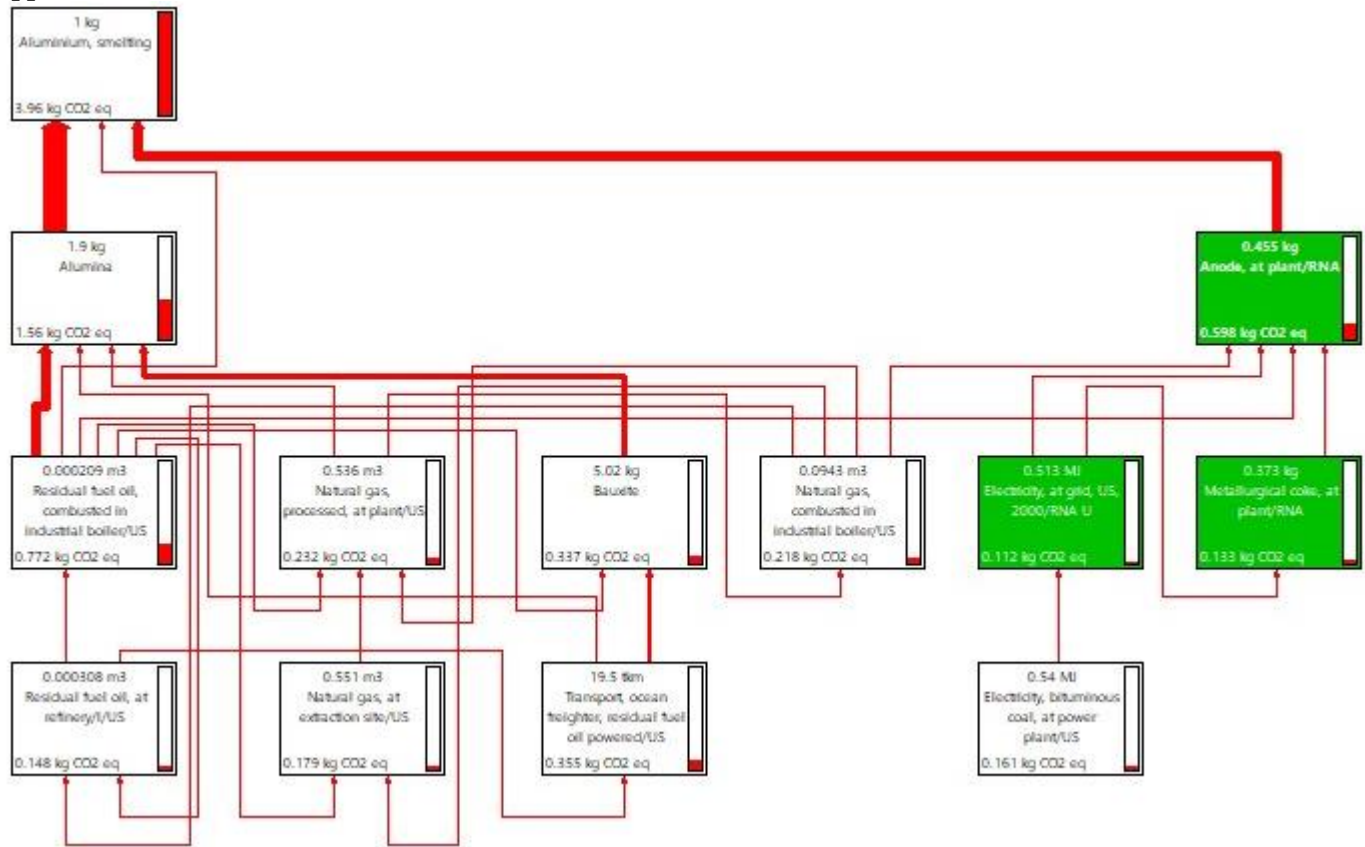 1 kg
Aluminium, smelting
3.96 kg CO2 eq
1.9 kg
Alumina
1.56 kg CO2 eq
0.455 kg
Anode, at plant/RNA
0.598 kg CO2 eq
0.000209 m3
Residual fuel oil,
combusted in
industrial boiler/US
0.772 kg CO2 eq
0.536 m3
Natural gas,
processed, at plant/US
0.232 kg CO2 eq
5.02 kg
Bauxite
0.337 kg CO2 eq
0.0943 m3
Natural gas,
combusted in
industrial boiler/US
0.218 kg CO2 eq
0.513 MJ
Electricity, at grid, US,
2000/RNA U
0.112 kg CO2 eq
0.373 kg
Metallurgical coke, at
plant/RNA
0.133 kg CO2 eq
0.000308 m3
Residual fuel oil, at
refinery/l/US
0.148 kg CO2 eq
0.551 m3
Natural gas, at
extraction site/US
0.179 kg CO2 eq
19.5 tkm
Transport, ocean
freighter, residual fuel
oil powered/US
0.355 kg CO2 eq
0.54 MJ
Electricity, bituminous
coal, at power
plant/US
0.161 kg CO2 eq